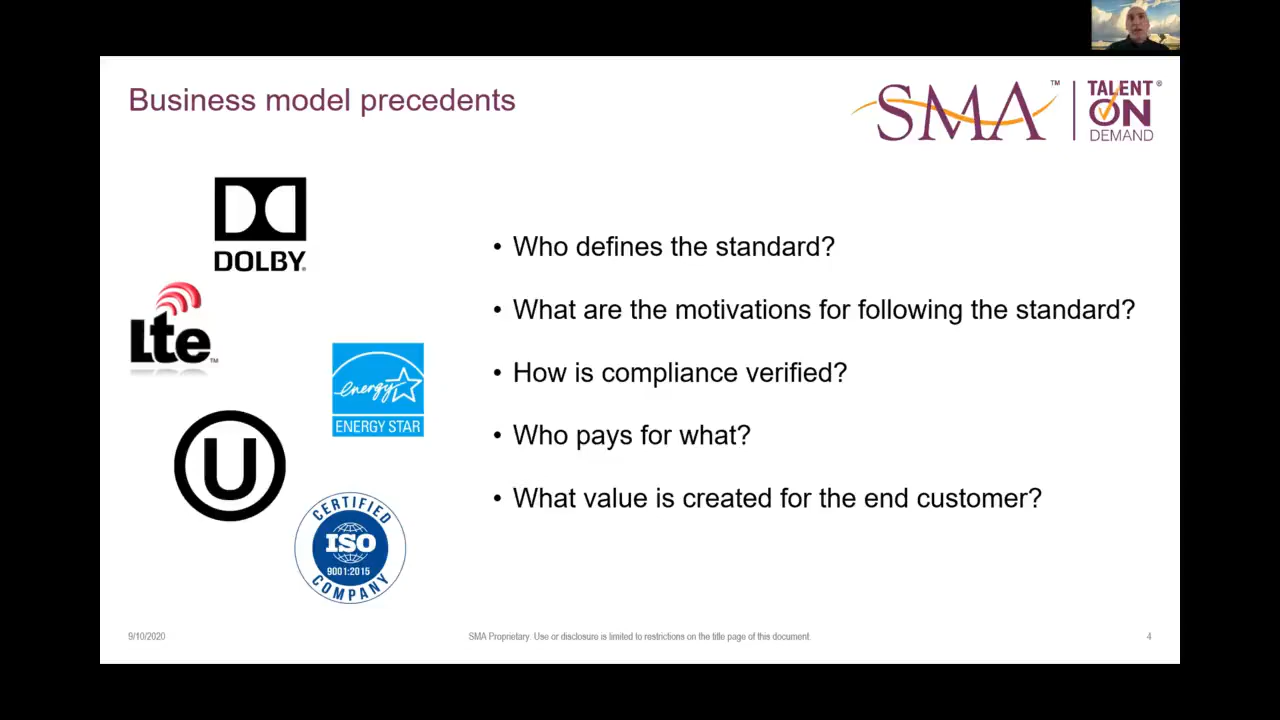 Business model precedents
SMA™
TALENT®
ON
DEMAND
DOLBY®
Lte™
energy
ENERGY STAR
U
CERTIFIED
ISO
9001:2015
COMPANY
• Who defines the standard?
• What are the motivations for following the standard?
• How is compliance verified?
• Who pays for what?
• What value is created for the end customer?
9/10/2020
SMA Proprietary. Use or disclosure is limited to restrictions on the title page of this document.
4